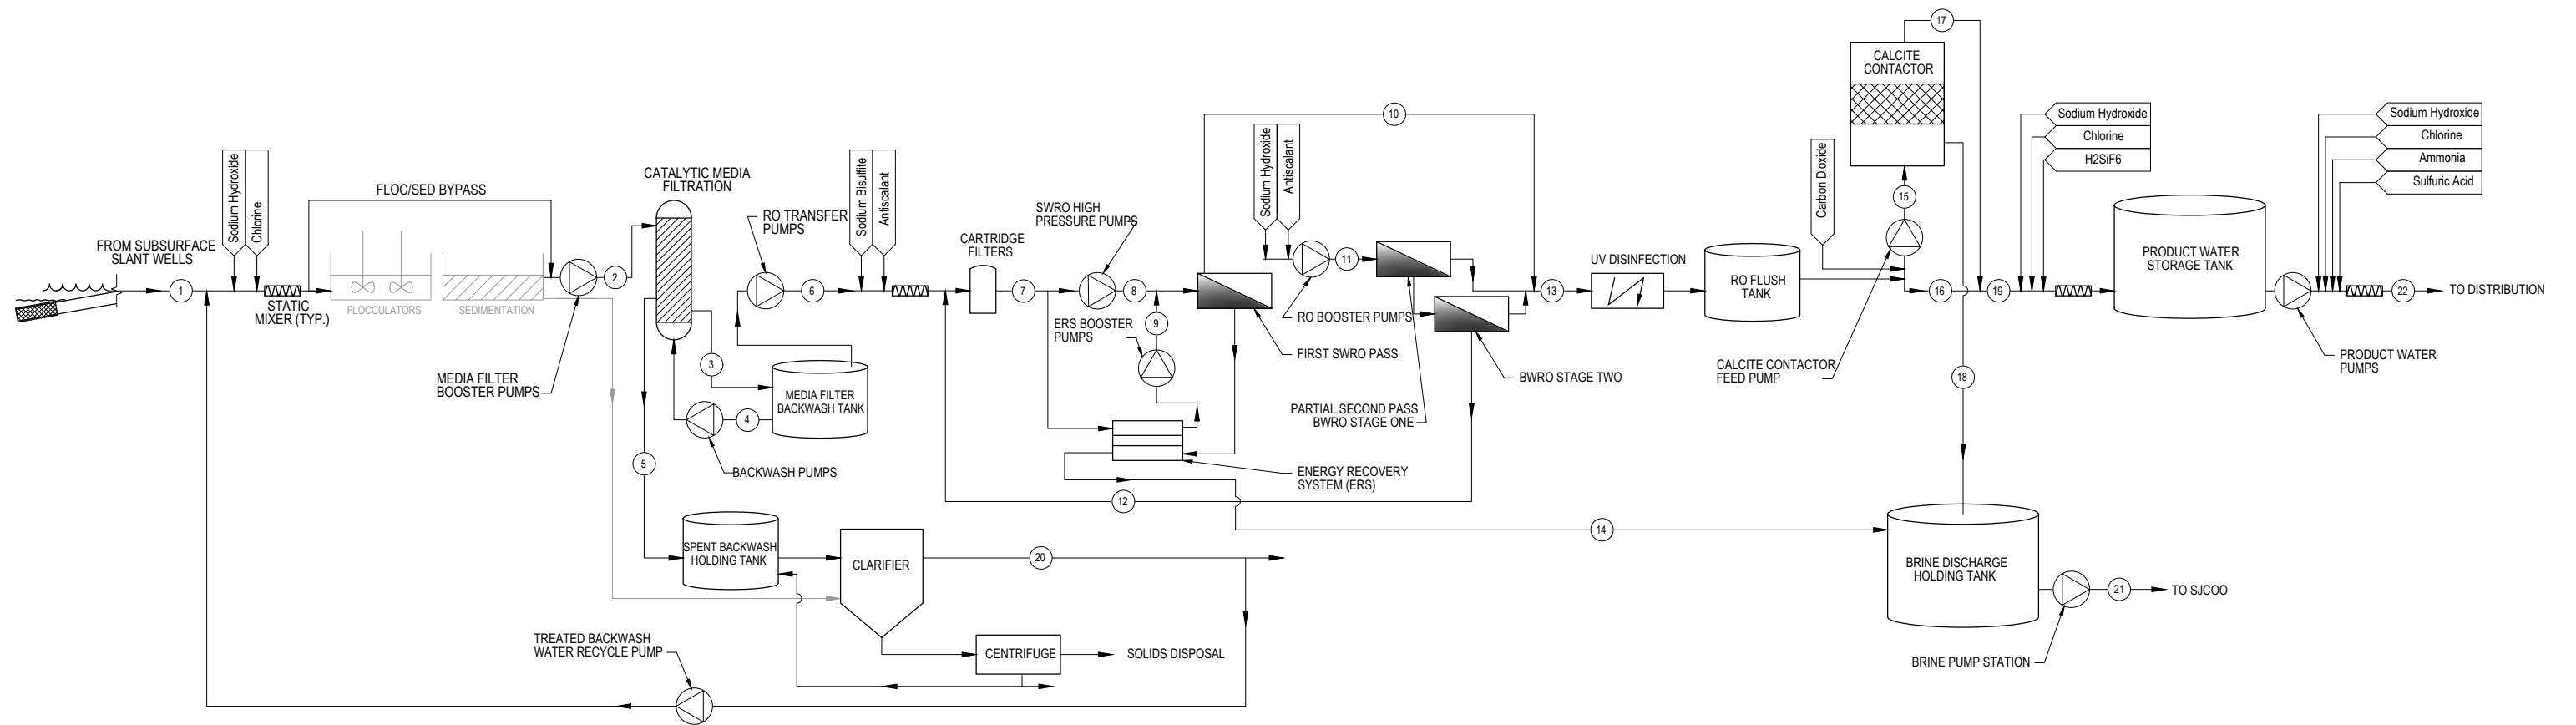 17
CALCITE
CONTACTOR
10
Sodium Hydroxide
Chlorine
H2SiF6
Sodium Hydroxide
Chlorine
Ammonia
Sulfuric Acid
Sodium Hydroxide
Antiscalant
Carbon Dioxide
Sodium Hydroxide
Chlorine
FLOC/SED BYPASS
CATALYTIC MEDIA
FILTRATION
Sodium Bisulfite
Antiscalant
RO TRANSFER
PUMPS
SWRO HIGH
PRESSURE PUMPS
15
FROM SUBSURFACE
SLANT WELLS
CARTRIDGE
FILTERS
11
UV DISINFECTION
RO FLUSH
TANK
PRODUCT WATER
STORAGE TANK
1
2
6
7
8
13
16
19
22
TO DISTRIBUTION
STATIC
MIXER (TYP.)
FLOCCULATORS
SEDIMENTATION
9
ERS BOOSTER
PUMPS
RO BOOSTER PUMPS
FIRST SWRO PASS
3
MEDIA FILTER
BOOSTER PUMPS
MEDIA FILTER
BACKWASH TANK
4
BACKWASH PUMPS
BWRO STAGE TWO
PARTIAL SECOND PASS
BWRO STAGE ONE
CALCITE CONTACTOR
FEED PUMP
18
PRODUCT WATER
PUMPS
5
ENERGY RECOVERY
SYSTEM (ERS)
12
14
SPENT BACKWASH
HOLDING TANK
CLARIFIER
20
BRINE DISCHARGE
HOLDING TANK
21
TO SJCOO
TREATED BACKWASH
WATER RECYCLE PUMP
CENTRIFUGE
SOLIDS DISPOSAL
BRINE PUMP STATION